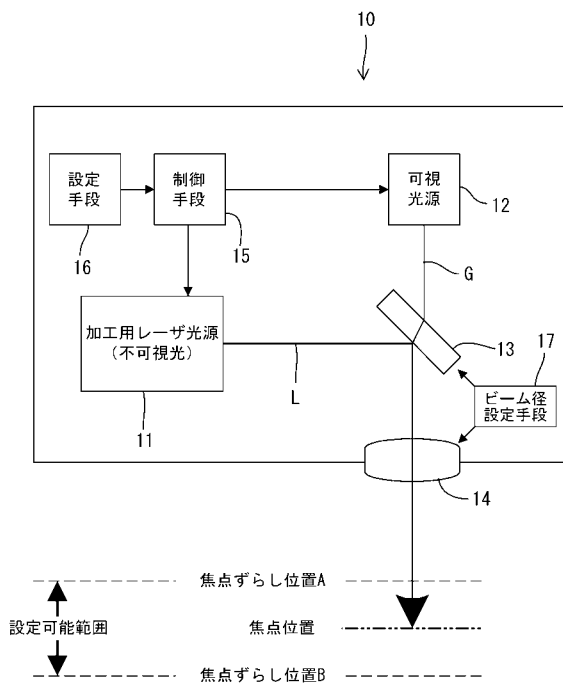 10
設定
手段
制御
手段
可視
光源
12
16
15
G
加工用レーザ光源
(不可視光)
13
17
L
ビーム径
設定手段
11
14
焦点ずらし位置A
設定可能範囲
焦点位置
焦点ずらし位置B